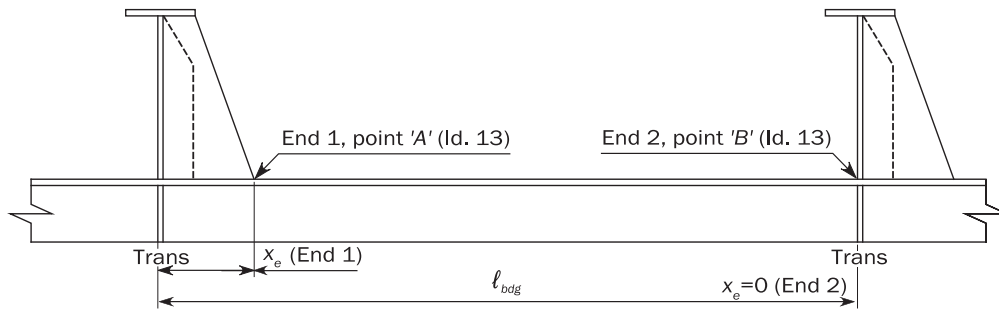 End 1, point 'A' (Id. 13)
End 2, point 'B' (Id. 13)
Trans
x_e (End 1)
Trans
ℓ_bdg
x_e=0 (End 2)